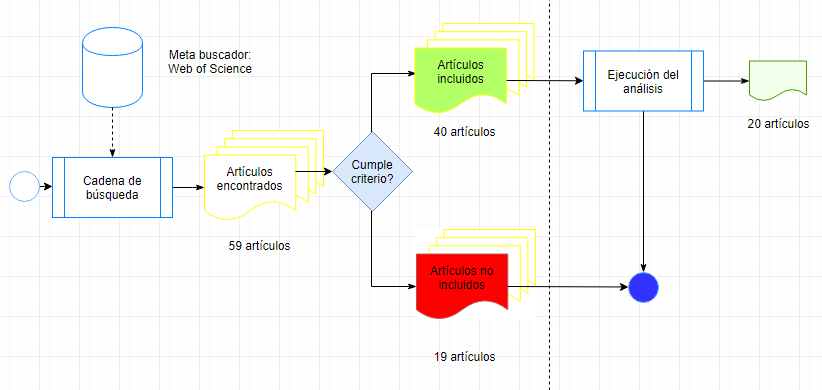 Meta buscador:
Web of Science
Cadena de
búsqueda
Artículos
encontrados
59 artículos
Cumple
criterio?
Artículos
incluidos
40 artículos
Artículos no
incluidos
19 artículos
Ejecución del
análisis
20 artículos